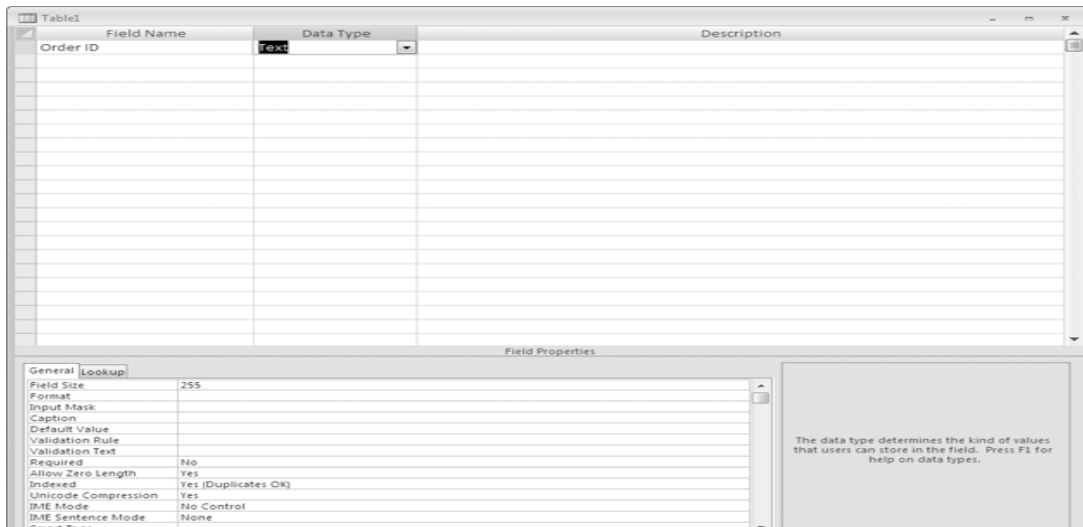 Table1
Field Name Data Type Description
Order ID Text
Field Properties
General Lookup
Field Size 255
Format
Input Mask
Caption
Default Value
Validation Rule
Validation Text
Required No
Allow Zero Length Yes
Indexed Yes (Duplicates OK)
Unicode Compression Yes
IME Mode No Control
IME Sentence Mode None
Smart Tags
The data type determines the kind of values
that users can store in the field. Press F1 for
help on data types.